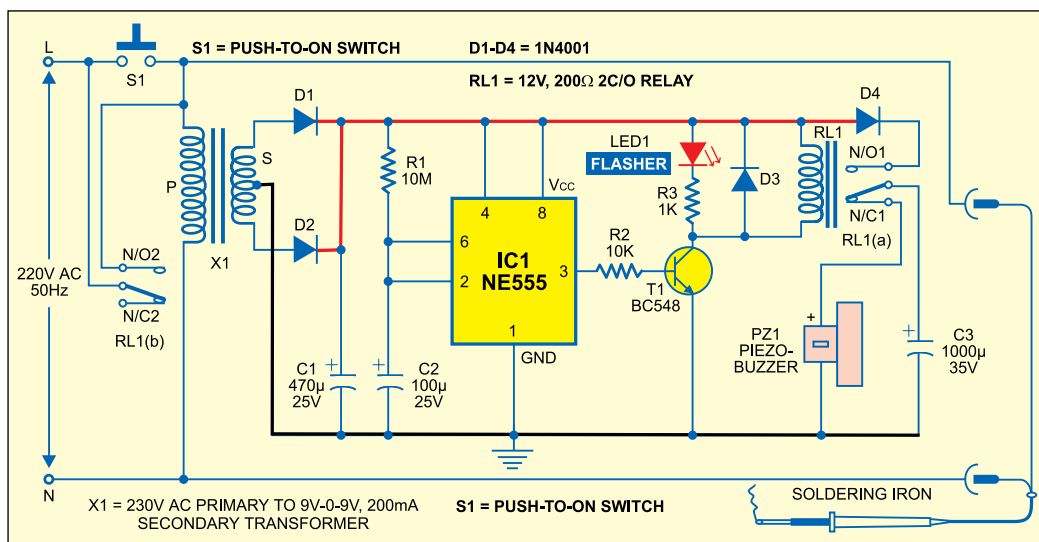 S1 = PUSH-TO-ON SWITCH
D1-D4 = 1N4001
RL1 = 12V, 200Ω 2C/O RELAY
L
S1
D1
D4
LED1
FLASHER
RL1
N/O1
R1
10M
S
P
VCC
4
8
R3
1K
D3
N/C1
RL1(a)
D2
X1
6
2
IC1
NE555
3
R2
10K
T1
BC548
220V AC
50Hz
N/O2
N/C2
RL1(b)
1
GND
+
PZ1
PIEZO-
BUZZER
+
C3
1000µ
35V
+
C1
470µ
25V
+
C2
100µ
25V
N
X1 = 230V AC PRIMARY TO 9V-0-9V, 200mA
SECONDARY TRANSFORMER
S1 = PUSH-TO-ON SWITCH
SOLDERING IRON